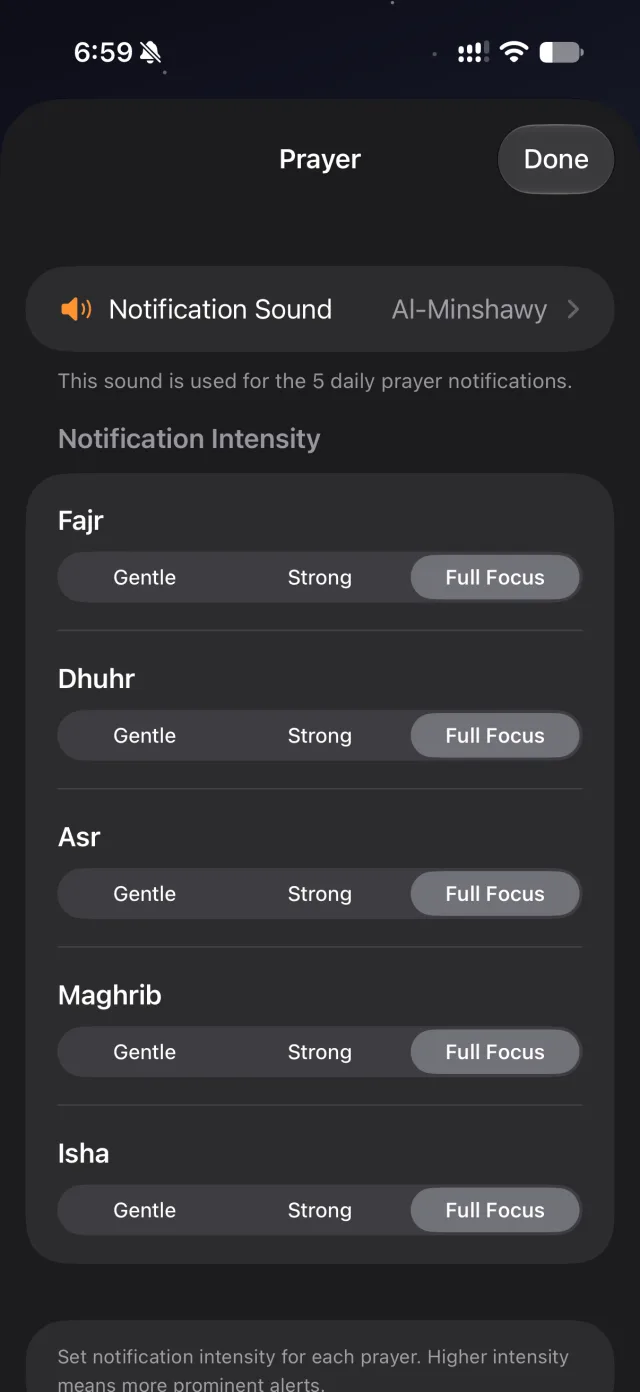 6:59
Prayer
Done
Notification Sound
Al-Minshawy
This sound is used for the 5 daily prayer notifications.
Notification Intensity
Fajr
Gentle
Strong
Full Focus
Dhuhr
Gentle
Strong
Full Focus
Asr
Gentle
Strong
Full Focus
Maghrib
Gentle
Strong
Full Focus
Isha
Gentle
Strong
Full Focus
Set notification intensity for each prayer. Higher intensity
means more prominent alerts.